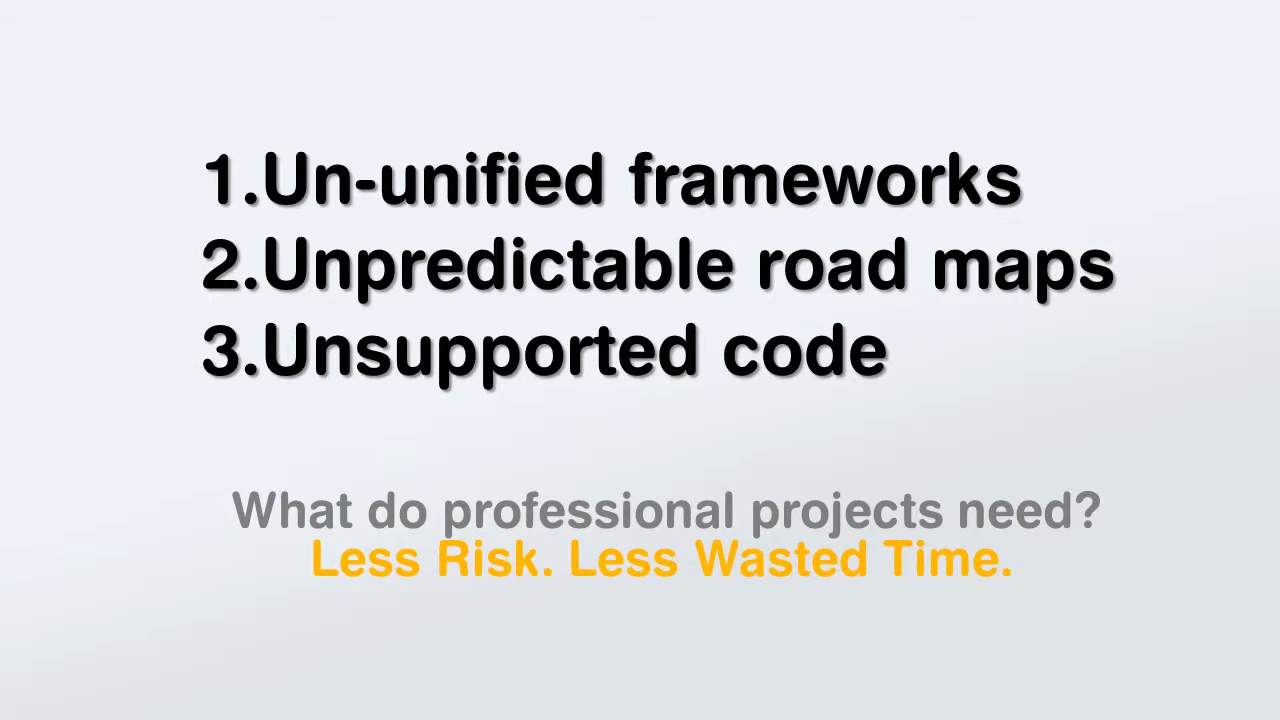 1.Un-unified frameworks
2.Unpredictable road maps
3.Unsupported code
What do professional projects need?
Less Risk. Less Wasted Time.